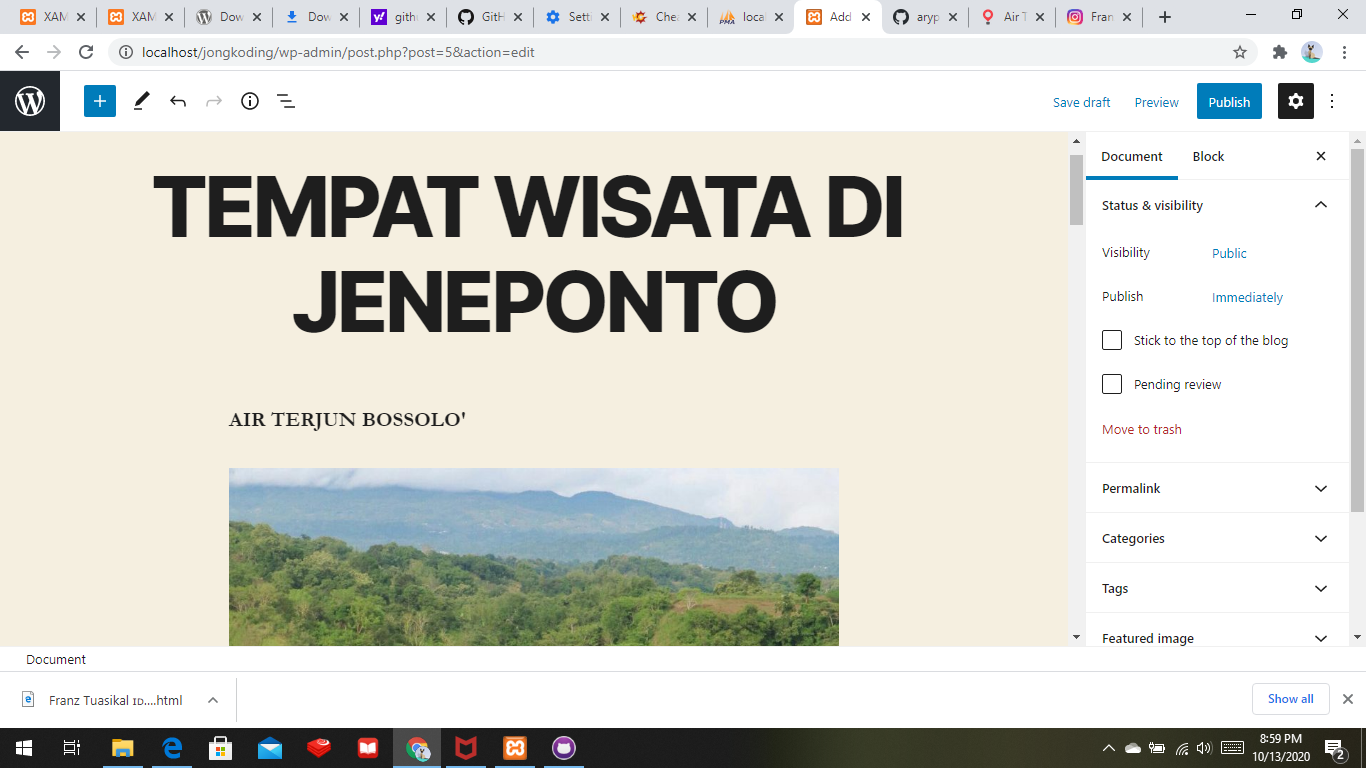 XAM
XAM
Dow
Dow
gith
GitH
Setti
Che
local
Add
aryp
Air T
Fran
localhost/jongkoding/wp-admin/post.php?post=5&action=edit
Save draft
Preview
Publish
TEMPAT WISATA DI
JENEPONTO
AIR TERJUN BOSSOLO'
Document
Block
Status & visibility
Visibility
Public
Publish
Immediately
Stick to the top of the blog
Pending review
Move to trash
Permalink
Categories
Tags
Featured image
Document
Franz Tuasikal ɪᴅ....html
Show all
8:59 PM
10/13/2020
2